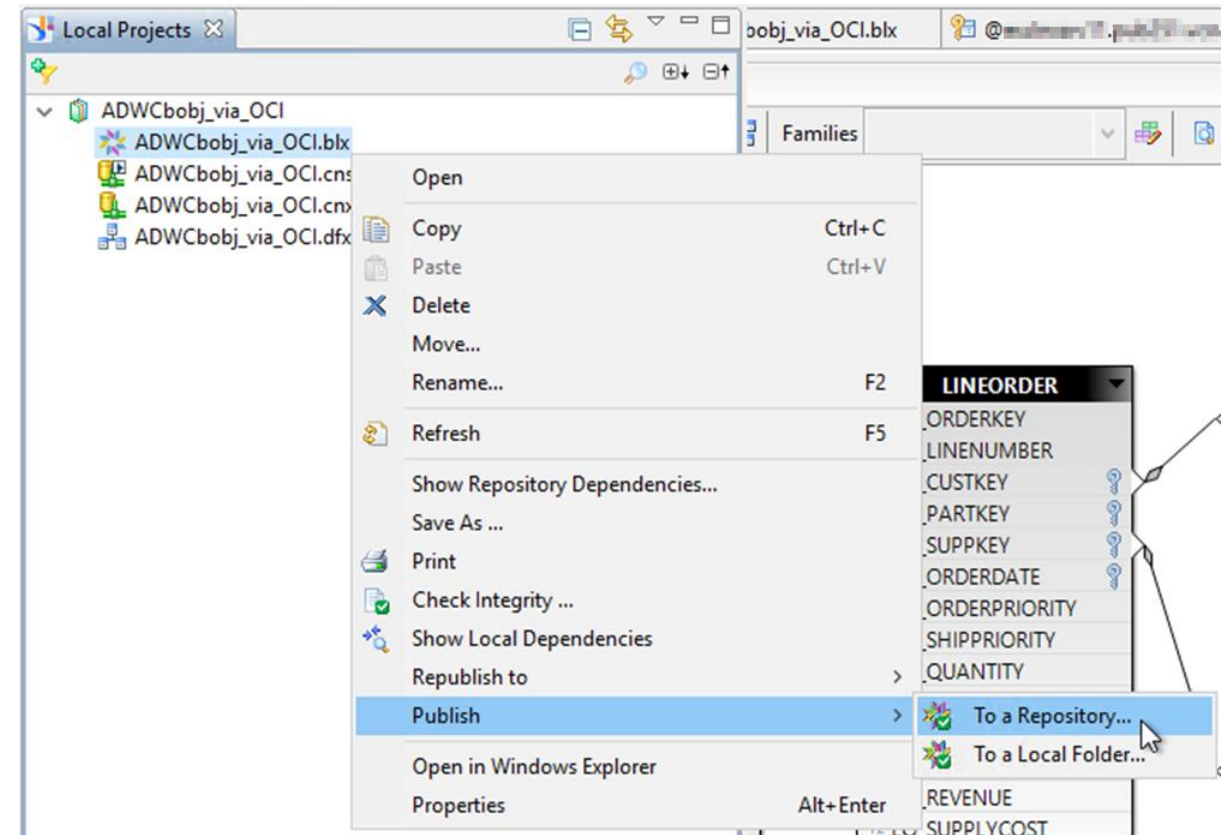 Local Projects
bobj_via_OCI.blx
@
ADWCbobj_via_OCI
ADWCbobj_via_OCI.blx
ADWCbobj_via_OCI.cns
ADWCbobj_via_OCI.cnx
ADWCbobj_via_OCI.dfx
Families
Open
Copy Ctrl+C
Paste Ctrl+V
Delete
Move...
Rename... F2
Refresh F5
Show Repository Dependencies...
Save As ...
Print
Check Integrity ...
Show Local Dependencies
Republish to
Publish
Open in Windows Explorer
Properties Alt+Enter
To a Repository...
To a Local Folder...
LINEORDER
_ORDERKEY
_LINENUMBER
_CUSTKEY
_PARTKEY
_SUPPKEY
_ORDERDATE
_ORDERPRIORITY
_SHIPPRIORITY
_QUANTITY
_REVENUE
LO_SUPPLYCOST